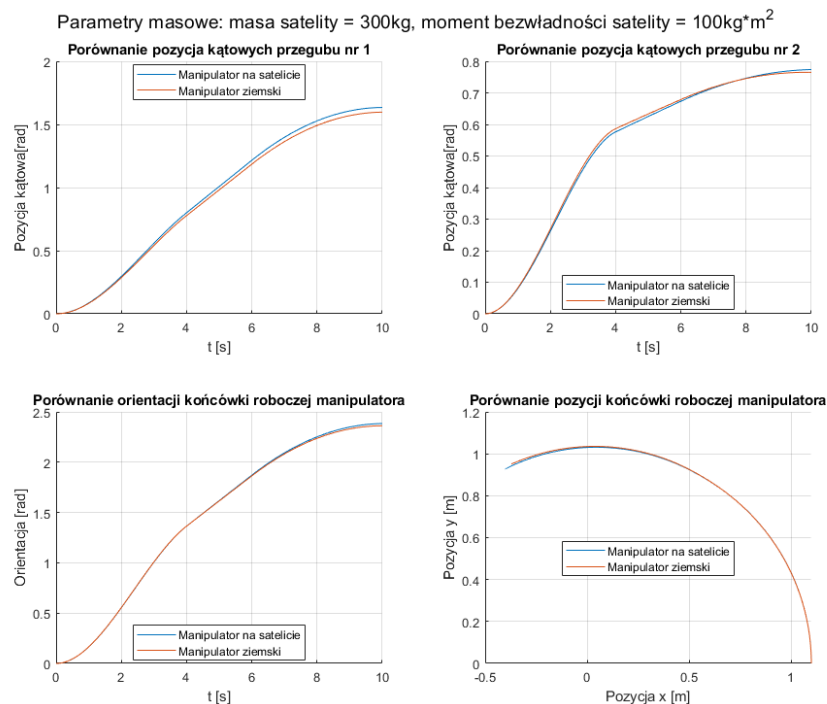 Parametry masowe: masa satelity = 300kg, moment bezwładności satelity = 100kg*m²
Porównanie pozycja kątowych przegubu nr 1
2
1.5
1
0.5
0
Pozycja kątowa[rad]
Manipulator na satelicie
Manipulator ziemski
0 2 4 6 8 10
t [s]
Porównanie pozycja kątowych przegubu nr 2
0.8
0.7
0.6
0.5
0.4
0.3
0.2
0.1
0
Pozycja kątowa[rad]
Manipulator na satelicie
Manipulator ziemski
0 2 4 6 8 10
t [s]
Porównanie orientacji końcówki roboczej manipulatora
2.5
2
1.5
1
0.5
0
Orientacja [rad]
Manipulator na satelicie
Manipulator ziemski
0 2 4 6 8 10
t [s]
Porównanie pozycji końcówki roboczej manipulatora
1.2
1
0.8
0.6
0.4
0.2
0
Pozycja y [m]
Manipulator na satelicie
Manipulator ziemski
-0.5 0 0.5 1
Pozycja x [m]